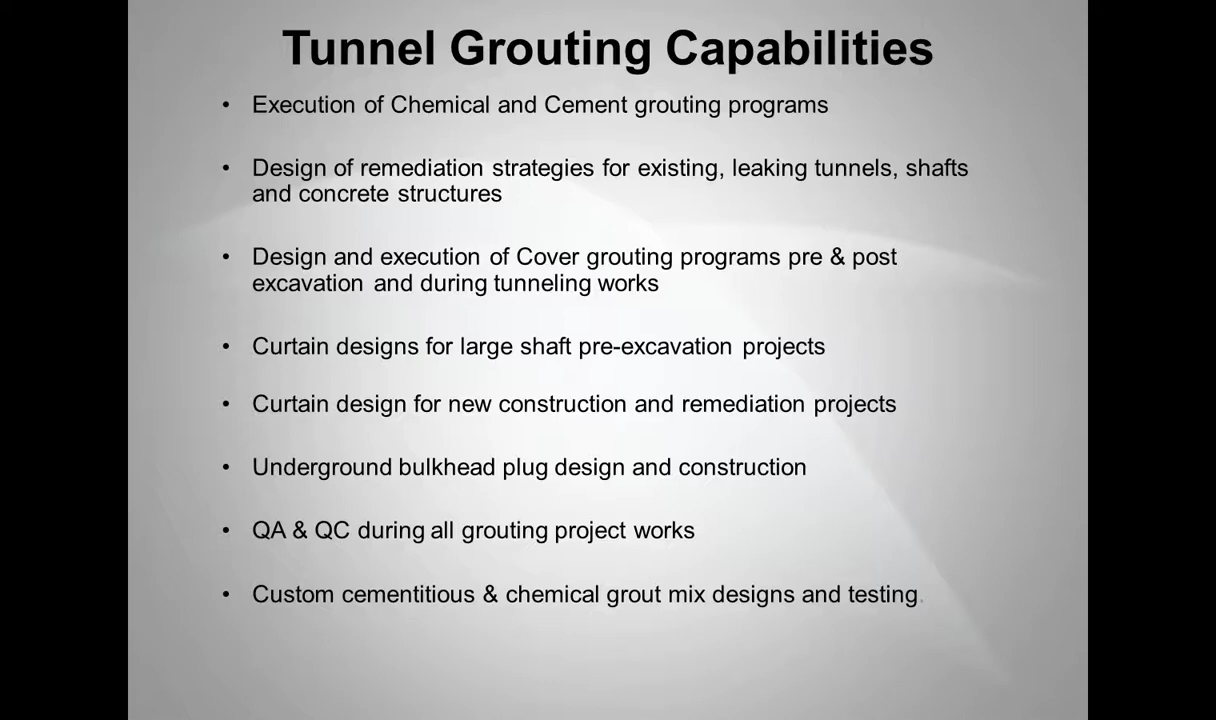 Tunnel Grouting Capabilities
• Execution of Chemical and Cement grouting programs
• Design of remediation strategies for existing, leaking tunnels, shafts
and concrete structures
• Design and execution of Cover grouting programs pre & post
excavation and during tunneling works
• Curtain designs for large shaft pre-excavation projects
• Curtain design for new construction and remediation projects
• Underground bulkhead plug design and construction
• QA & QC during all grouting project works
• Custom cementitious & chemical grout mix designs and testing.